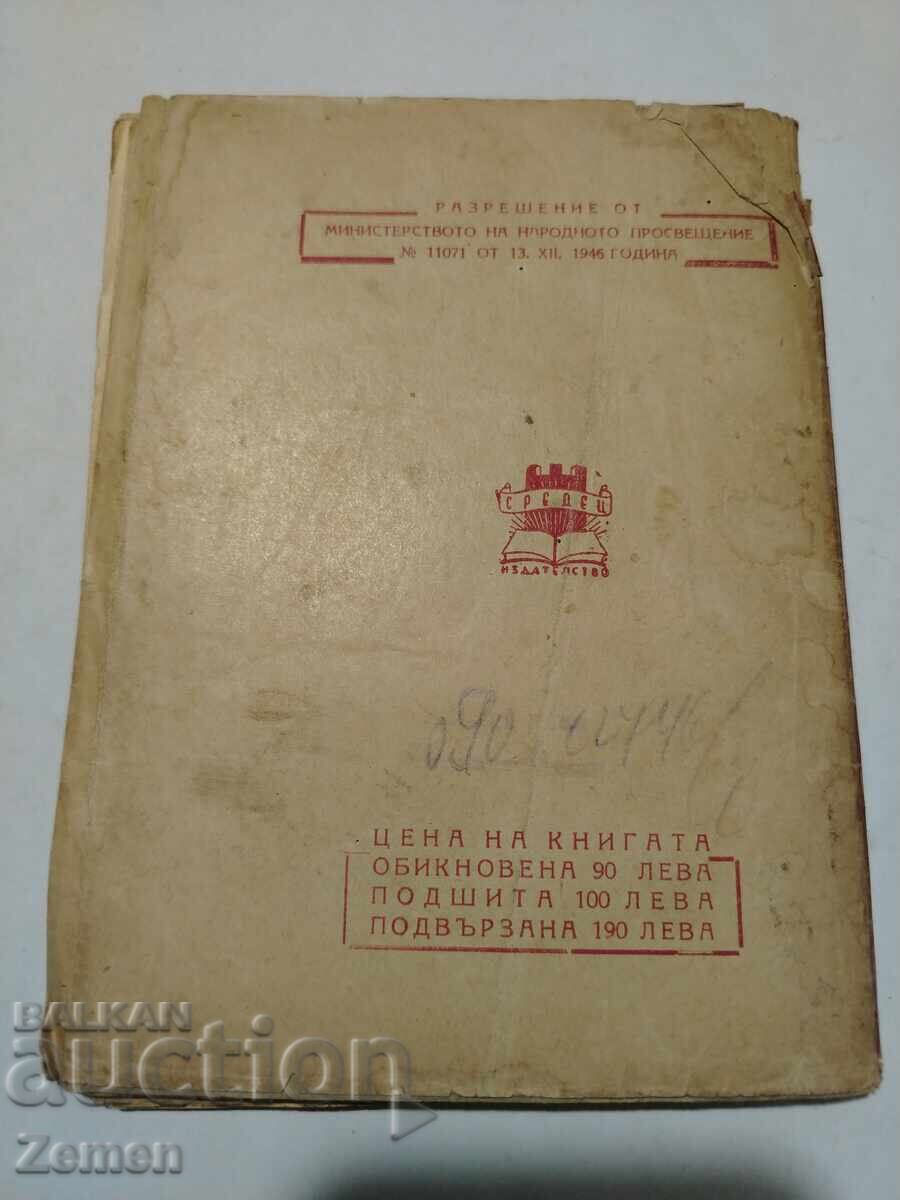 РАЗРЕШЕНИЕ ОТ
МИНИСТЕРСТВОТО НА НАРОДНОТО ПРОСВЕЩЕНИЕ
№ 11071 ОТ 13. XII. 1946 ГОДИНА
СРЕДЕЦ
ИЗДАТЕЛСТВО
ЦЕНА НА КНИГАТА
ОБИКНОВЕНА 90 ЛЕВА
ПОДШИТА 100 ЛЕВА
ПОДВЪРЗАНА 190 ЛЕВА
BALKAN
auction
Zemen